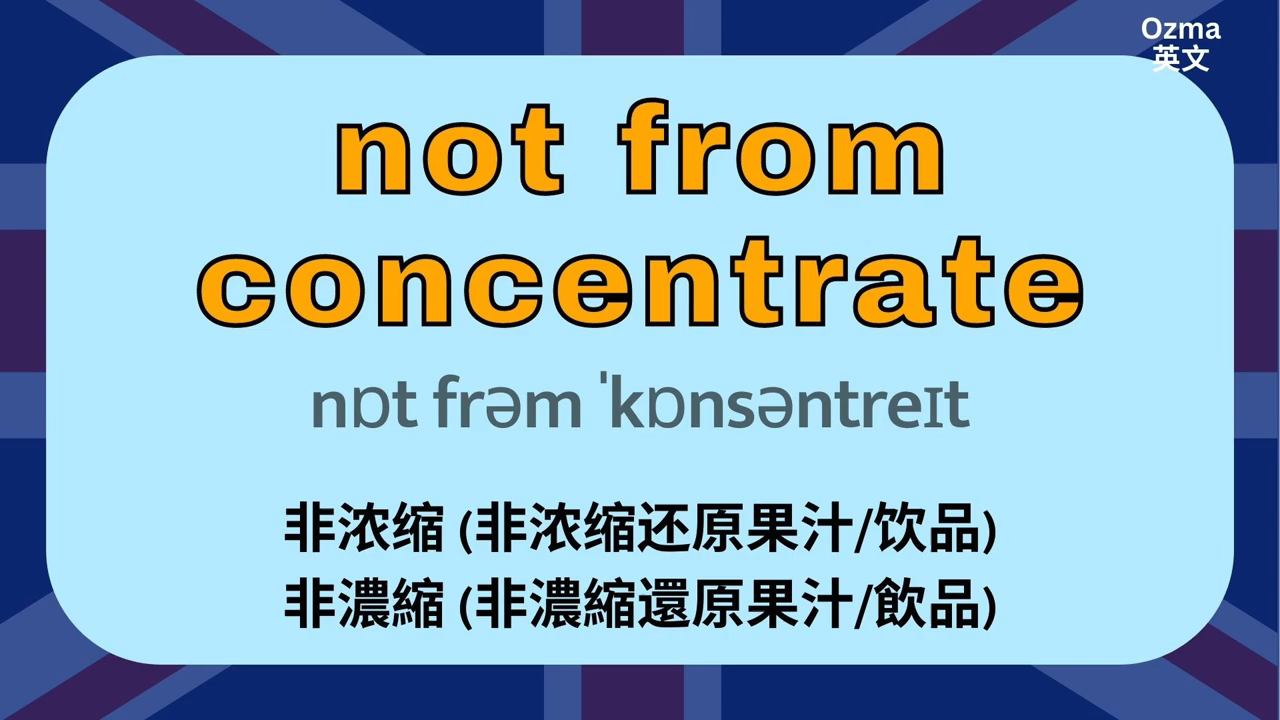 Ozma
英文
not from
concentrate
nɒt frəm ˈkɒnsəntreɪt
非浓缩 (非浓缩还原果汁/饮品)
非濃縮 (非濃縮還原果汁/飲品)